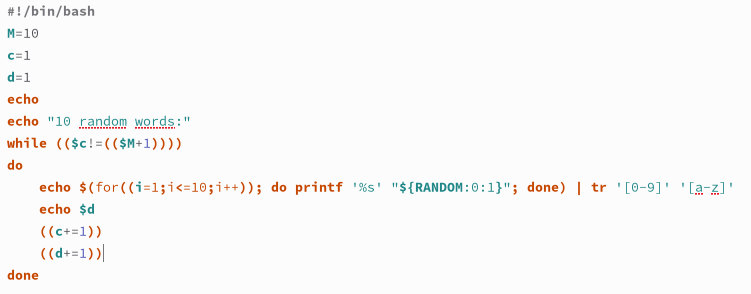 #!/bin/bash
M=10
c=1
d=1
echo
echo "10 random words:"
while (($c!=(($M+1))))
do
    echo $(for((i=1;i<=10;i++)); do printf '%s' "${RANDOM:0:1}"; done) | tr '[0-9]' '[a-z]'
    echo $d
    ((c+=1))
    ((d+=1))
done